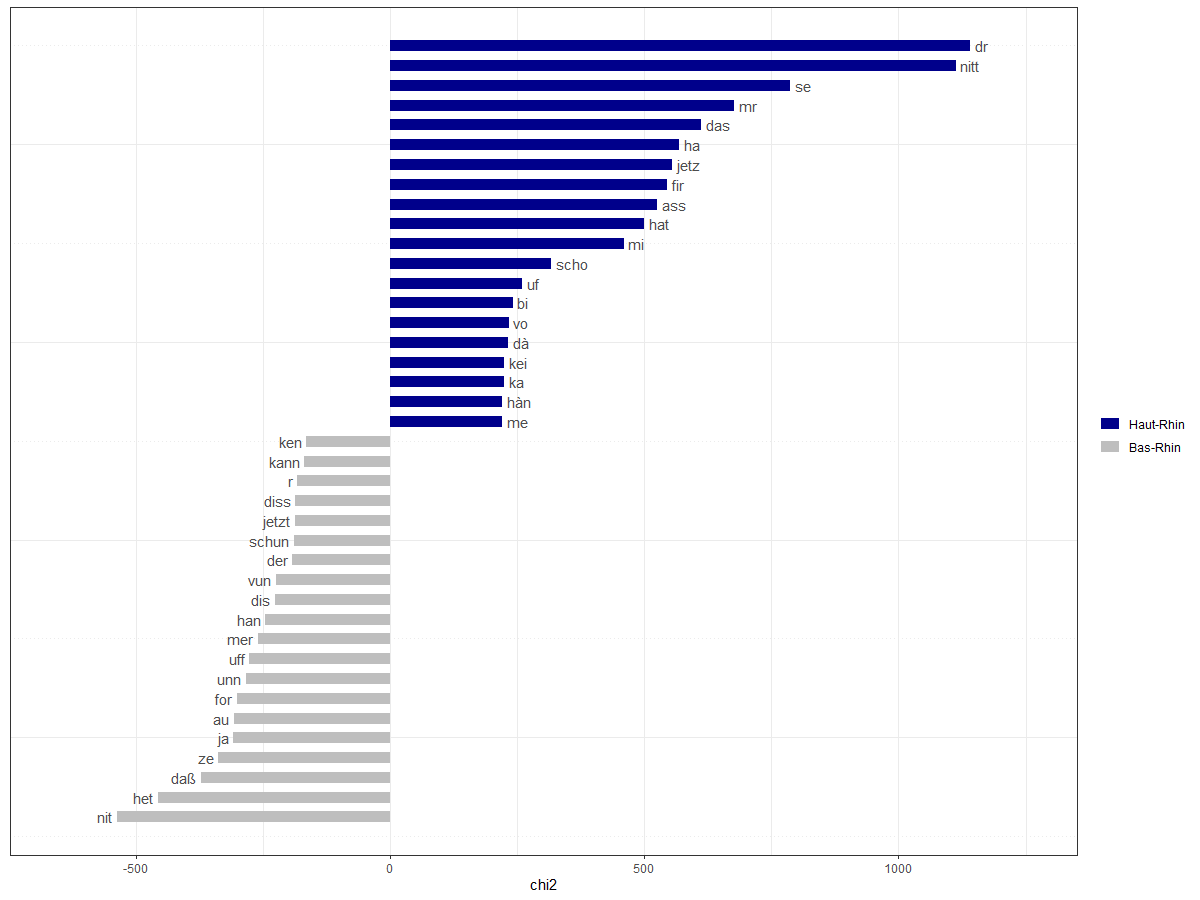 dr
nitt
se
mr
das
ha
jetz
fir
ass
hat
mi
scho
uf
bi
vo
dà
kei
ka
hàn
me
ken
kann
r
diss
jetzt
schun
der
vun
dis
han
mer
uff
unn
for
au
ja
ze
daß
het
nit
Haut-Rhin
Bas-Rhin
-500 0 500 1000
chi2